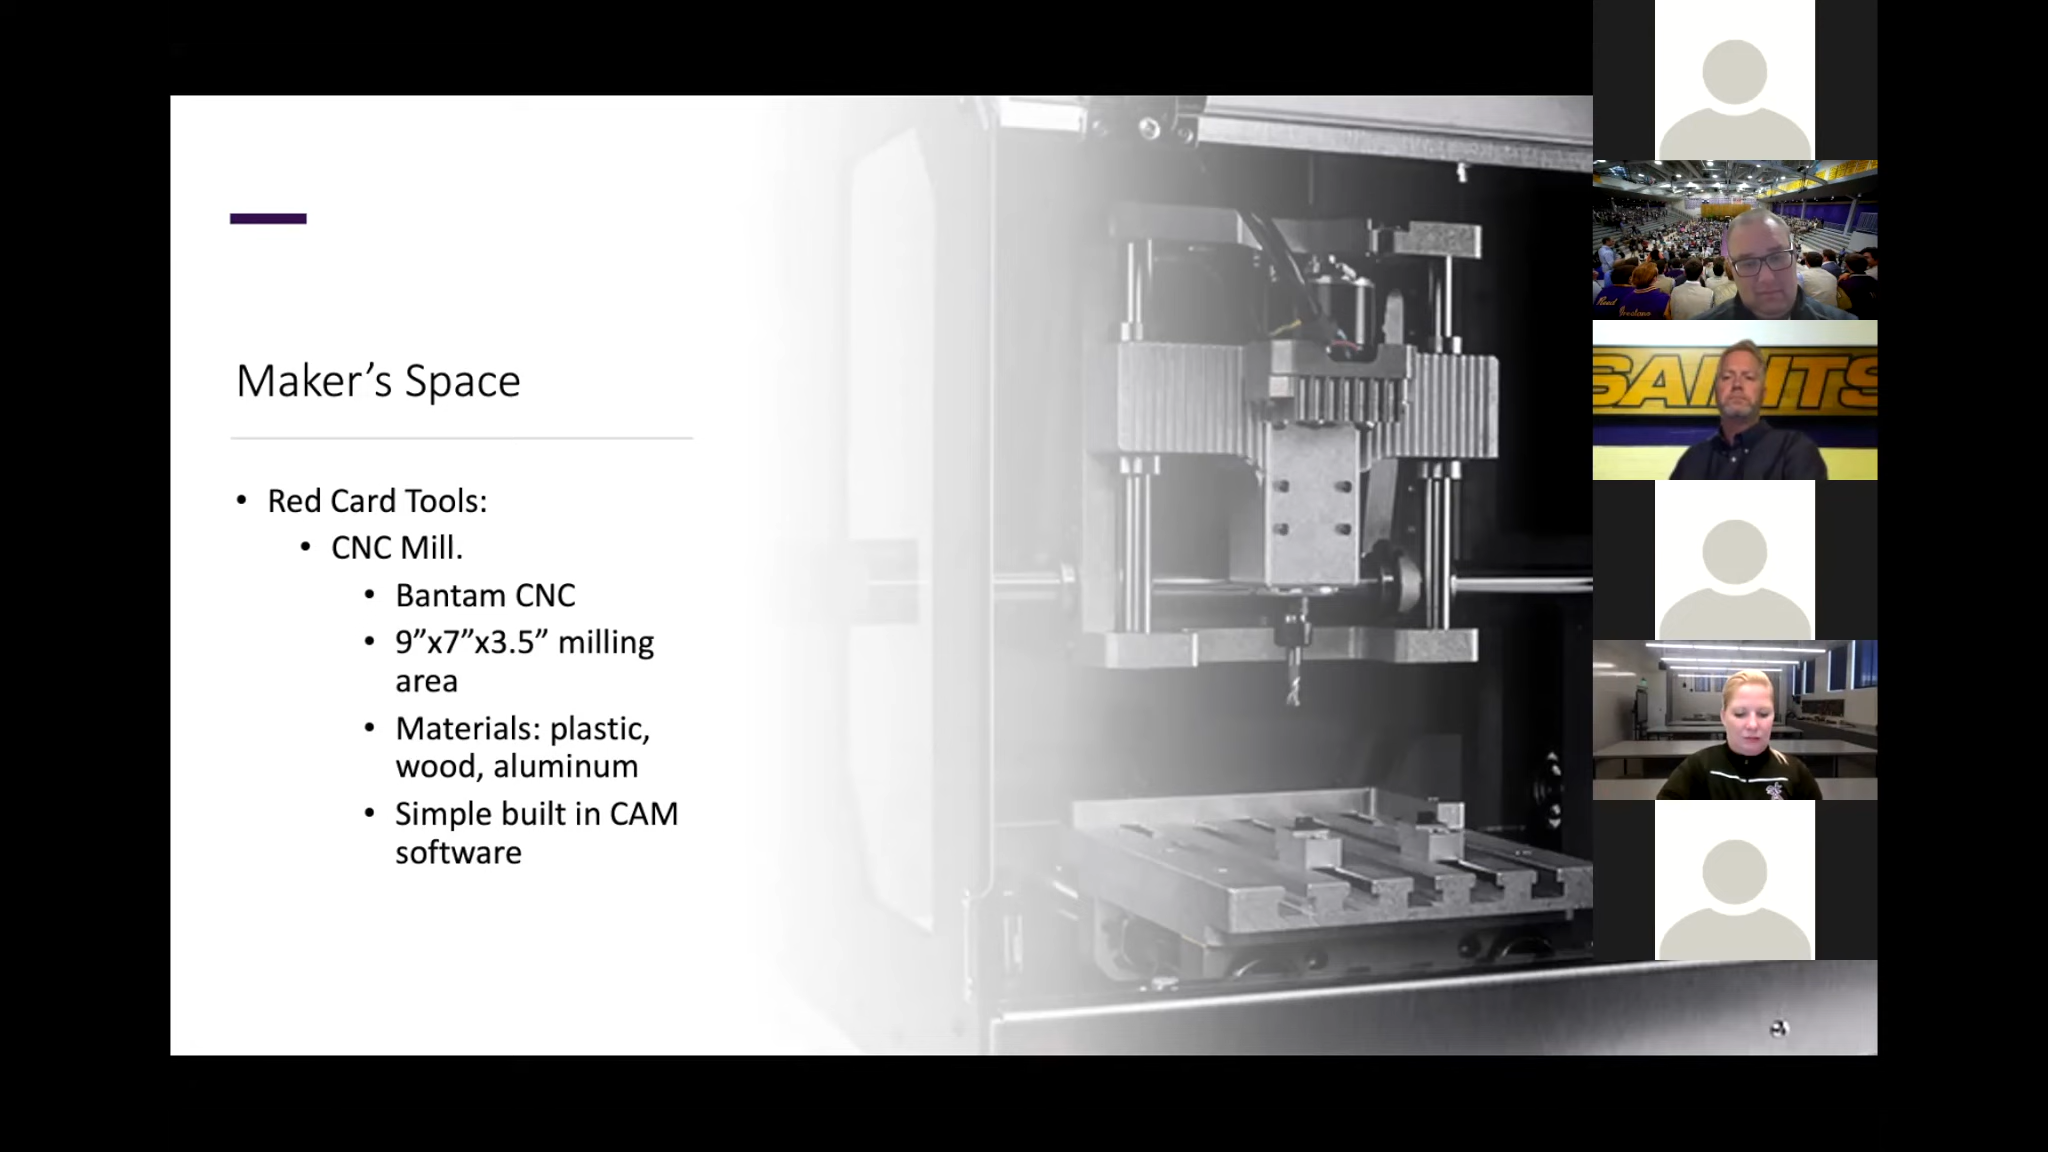 Maker’s Space
• Red Card Tools:
• CNC Mill.
• Bantam CNC
• 9”x7”x3.5” milling
area
• Materials: plastic,
wood, aluminum
• Simple built in CAM
software
SAINTS